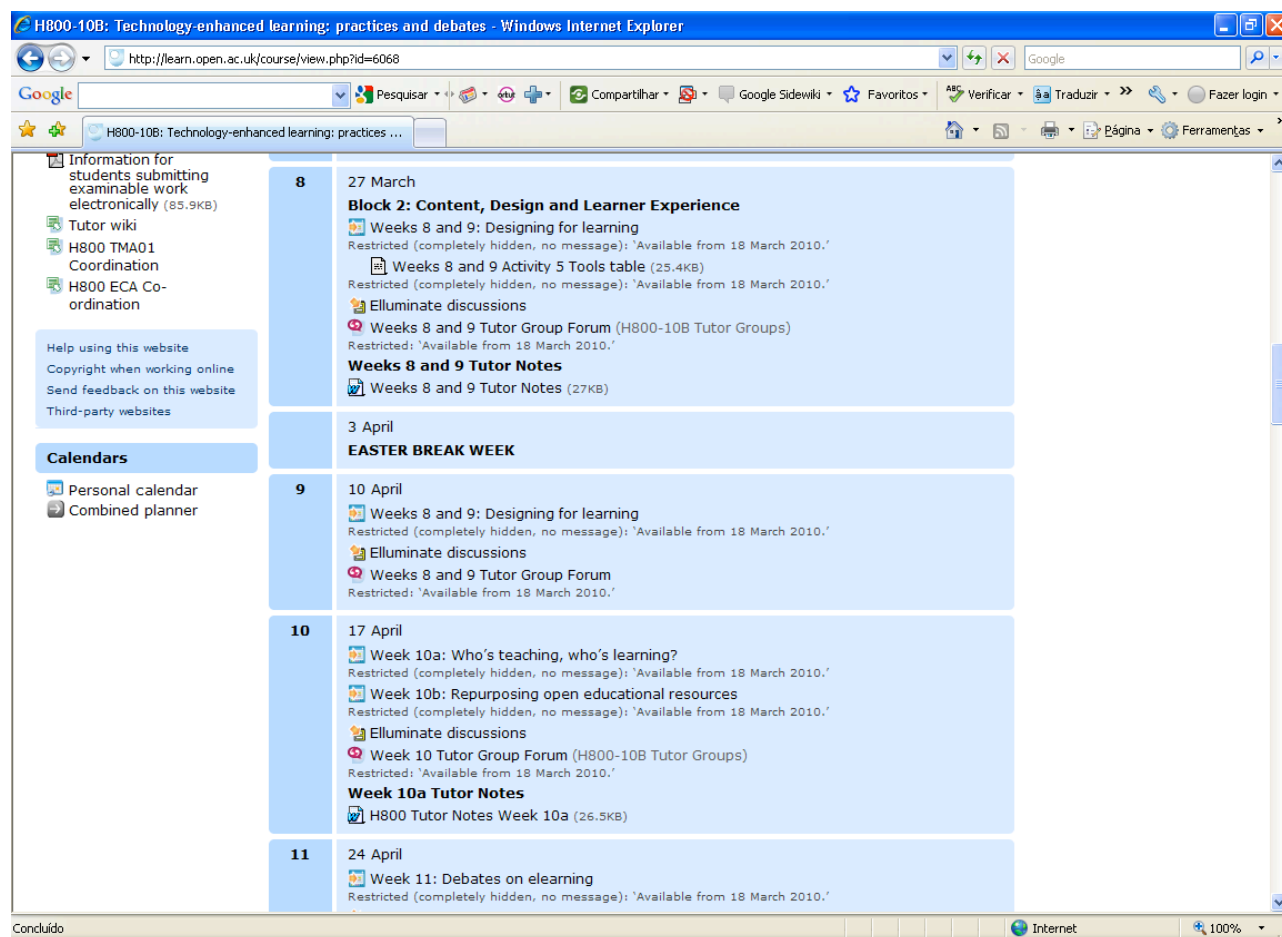 H800-10B: Technology-enhanced learning: practices and debates - Windows Internet Explorer
http://learn.open.ac.uk/course/view.php?id=6068
Google
Google
Pesquisar
Compartilhar
Google Sidewiki
Favoritos
Verificar
Traduzir
Fazer login
H800-10B: Technology-enhanced learning: practices ...
Página
Ferramentas
Information for
students submitting
examinable work
electronically (85.9KB)
Tutor wiki
H800 TMA01
Coordination
H800 ECA Co-
ordination
Help using this website
Copyright when working online
Send feedback on this website
Third-party websites
Calendars
Personal calendar
Combined planner
8
27 March
Block 2: Content, Design and Learner Experience
Weeks 8 and 9: Designing for learning
Restricted (completely hidden, no message): 'Available from 18 March 2010.'
Weeks 8 and 9 Activity 5 Tools table (25.4KB)
Restricted (completely hidden, no message): 'Available from 18 March 2010.'
Elluminate discussions
Weeks 8 and 9 Tutor Group Forum (H800-10B Tutor Groups)
Restricted: 'Available from 18 March 2010.'
Weeks 8 and 9 Tutor Notes
Weeks 8 and 9 Tutor Notes (27KB)
3 April
EASTER BREAK WEEK
9
10 April
Weeks 8 and 9: Designing for learning
Restricted (completely hidden, no message): 'Available from 18 March 2010.'
Elluminate discussions
Weeks 8 and 9 Tutor Group Forum
Restricted: 'Available from 18 March 2010.'
10
17 April
Week 10a: Who's teaching, who's learning?
Restricted (completely hidden, no message): 'Available from 18 March 2010.'
Week 10b: Repurposing open educational resources
Restricted (completely hidden, no message): 'Available from 18 March 2010.'
Elluminate discussions
Week 10 Tutor Group Forum (H800-10B Tutor Groups)
Restricted: 'Available from 18 March 2010.'
Week 10a Tutor Notes
H800 Tutor Notes Week 10a (26.5KB)
11
24 April
Week 11: Debates on elearning
Restricted (completely hidden, no message): 'Available from 18 March 2010.'
Concluído
Internet
100%